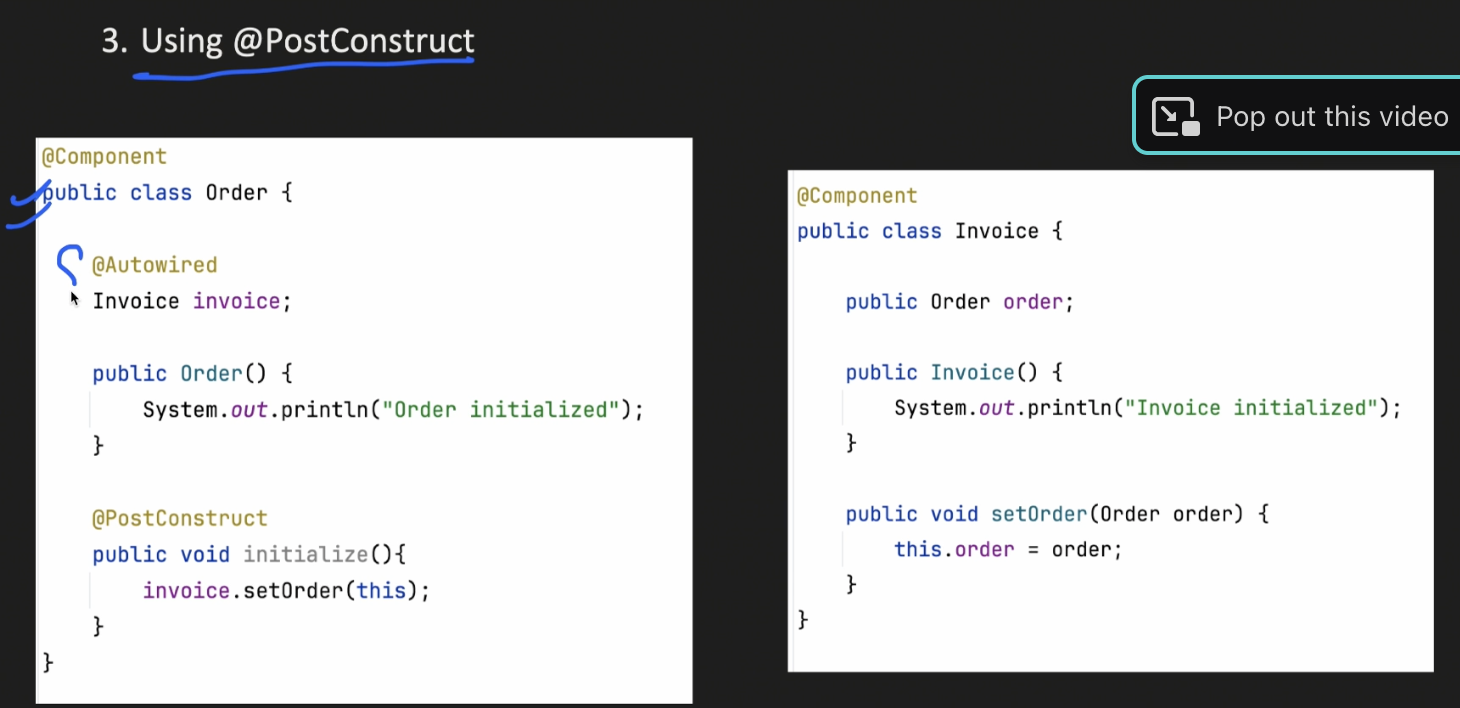 3. Using @PostConstruct
Pop out this video
@Component
public class Order {
@Autowired
Invoice invoice;
public Order() {
System.out.println("Order initialized");
}
@PostConstruct
public void initialize(){
invoice.setOrder(this);
}
}
@Component
public class Invoice {
public Order order;
public Invoice() {
System.out.println("Invoice initialized");
}
public void setOrder(Order order) {
this.order = order;
}
}